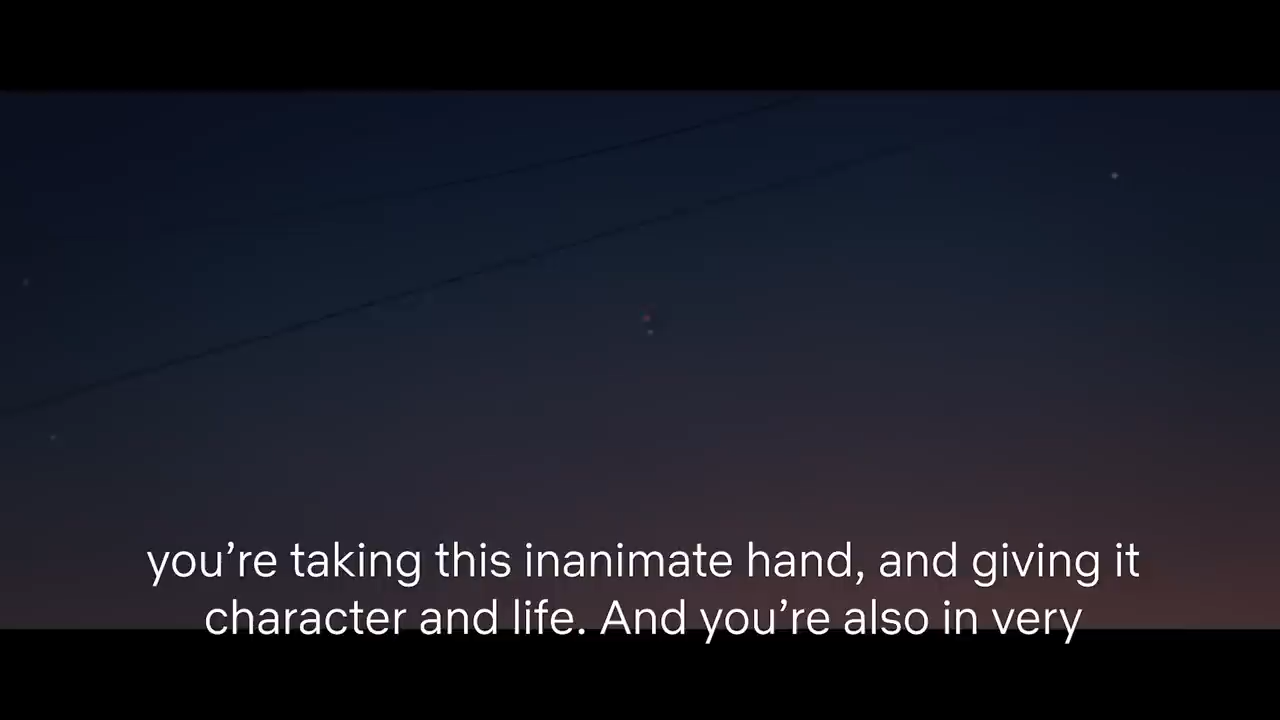 you’re taking this inanimate hand, and giving it
character and life. And you’re also in very